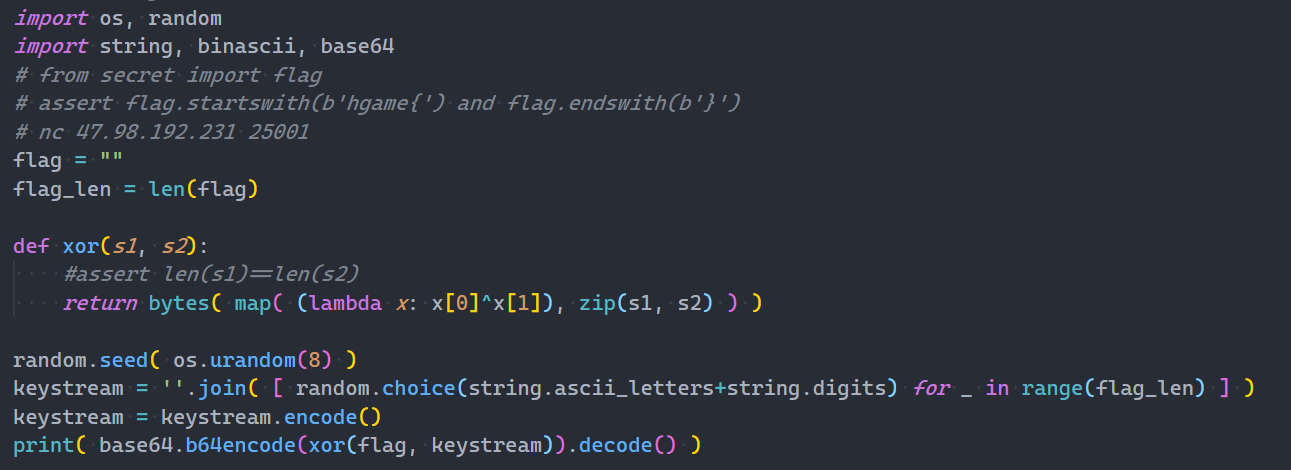 import os, random
import string, binascii, base64
# from secret import flag
# assert flag.startswith(b'hgame{') and flag.endswith(b'}')
# nc 47.98.192.231 25001
flag = ""
flag_len = len(flag)
def xor(s1, s2):
    #assert len(s1)==len(s2)
    return bytes( map( (lambda x: x[0]^x[1]), zip(s1, s2) ) )
random.seed( os.urandom(8) )
keystream = ''.join( [ random.choice(string.ascii_letters+string.digits) for _ in range(flag_len) ] )
keystream = keystream.encode()
print( base64.b64encode(xor(flag, keystream)).decode() )